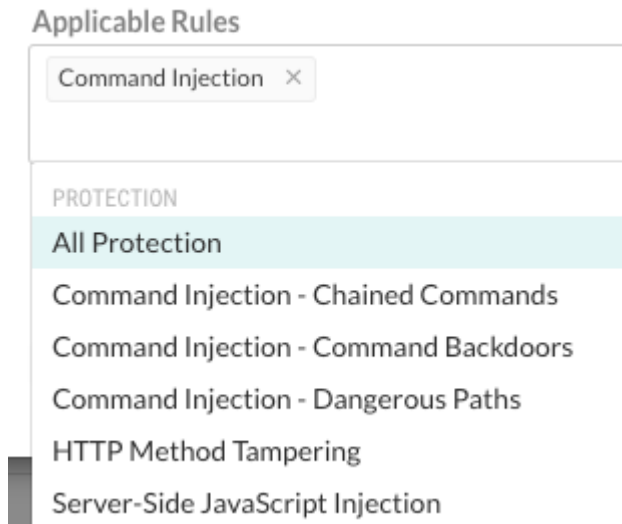 Applicable Rules
Command Injection ×
PROTECTION
All Protection
Command Injection - Chained Commands
Command Injection - Command Backdoors
Command Injection - Dangerous Paths
HTTP Method Tampering
Server-Side JavaScript Injection